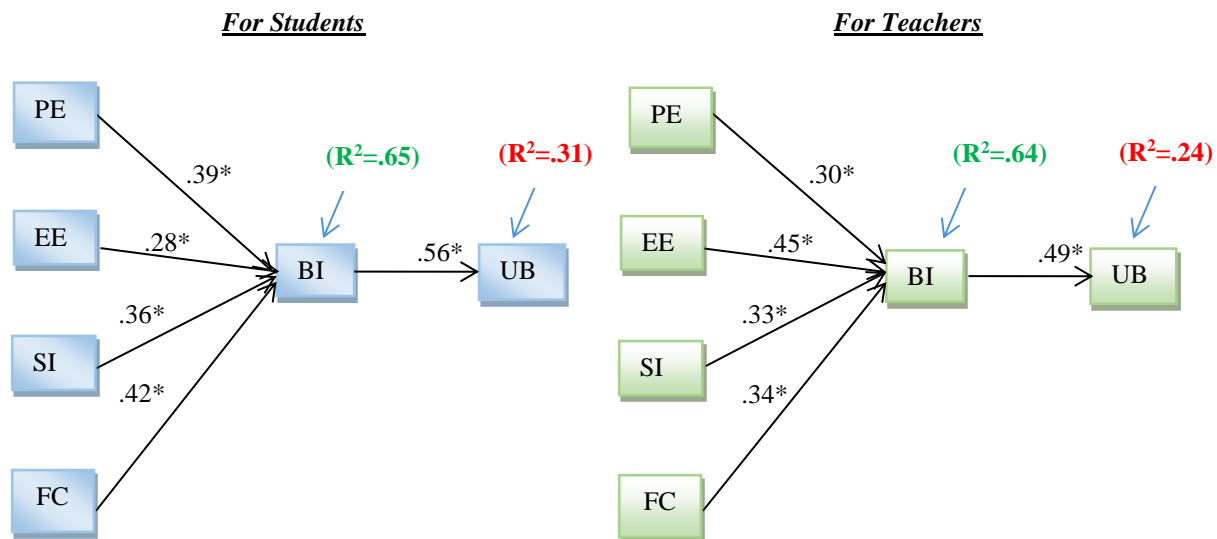 For Students
PE
EE
SI
FC
.39*
.28*
.36*
.42*
(R²=.65)
BI
.56*
(R²=.31)
UB
For Teachers
PE
EE
SI
FC
.30*
.45*
.33*
.34*
(R²=.64)
BI
.49*
(R²=.24)
UB